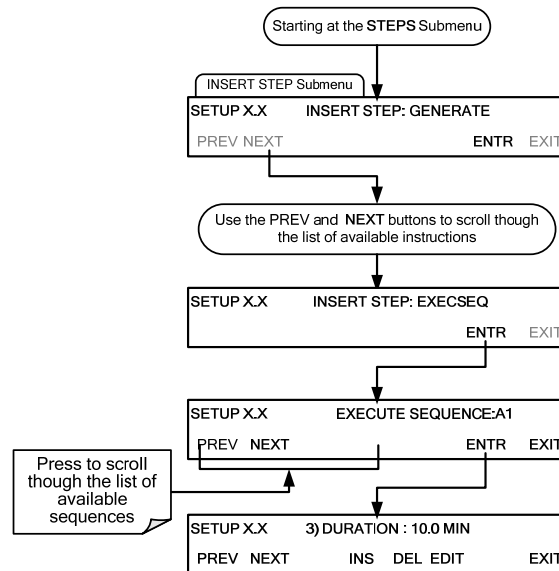 Starting at the STEPS Submenu
INSERT STEP Submenu
SETUP X.X INSERT STEP: GENERATE
PREV NEXT ENTR EXIT
Use the PREV and NEXT buttons to scroll though
the list of available instructions
SETUP X.X INSERT STEP: EXECSEQ
ENTR EXIT
SETUP X.X EXECUTE SEQUENCE:A1
PREV NEXT ENTR EXIT
Press to scroll
though the list of
available
sequences
SETUP X.X 3) DURATION : 10.0 MIN
PREV NEXT INS DEL EDIT EXIT